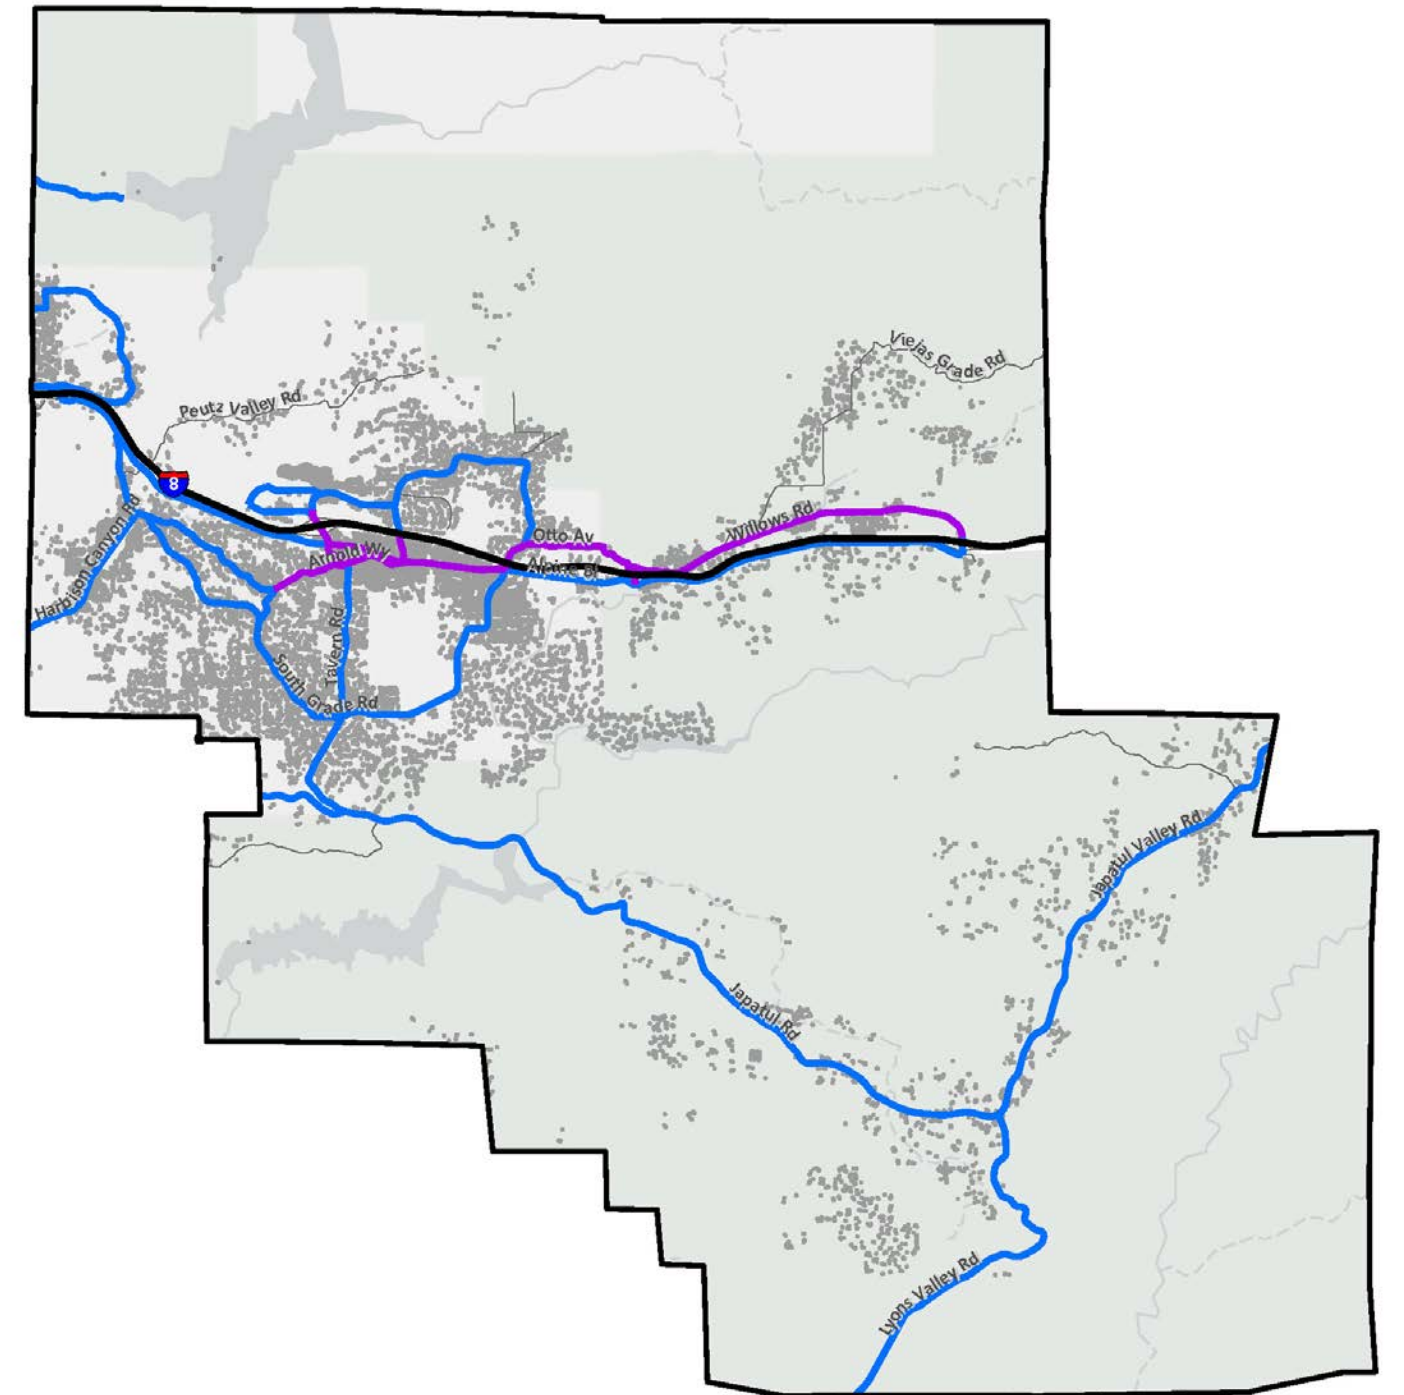 Viejas Grade Rd
Peutz Valley Rd
8
Willows Rd
Otto Av
Arnold Wy
Alpine Bl
Harbison Canyon Rd
Tavern Rd
South Grade Rd
Japatul Valley Rd
Japatul Rd
Lyons Valley Rd